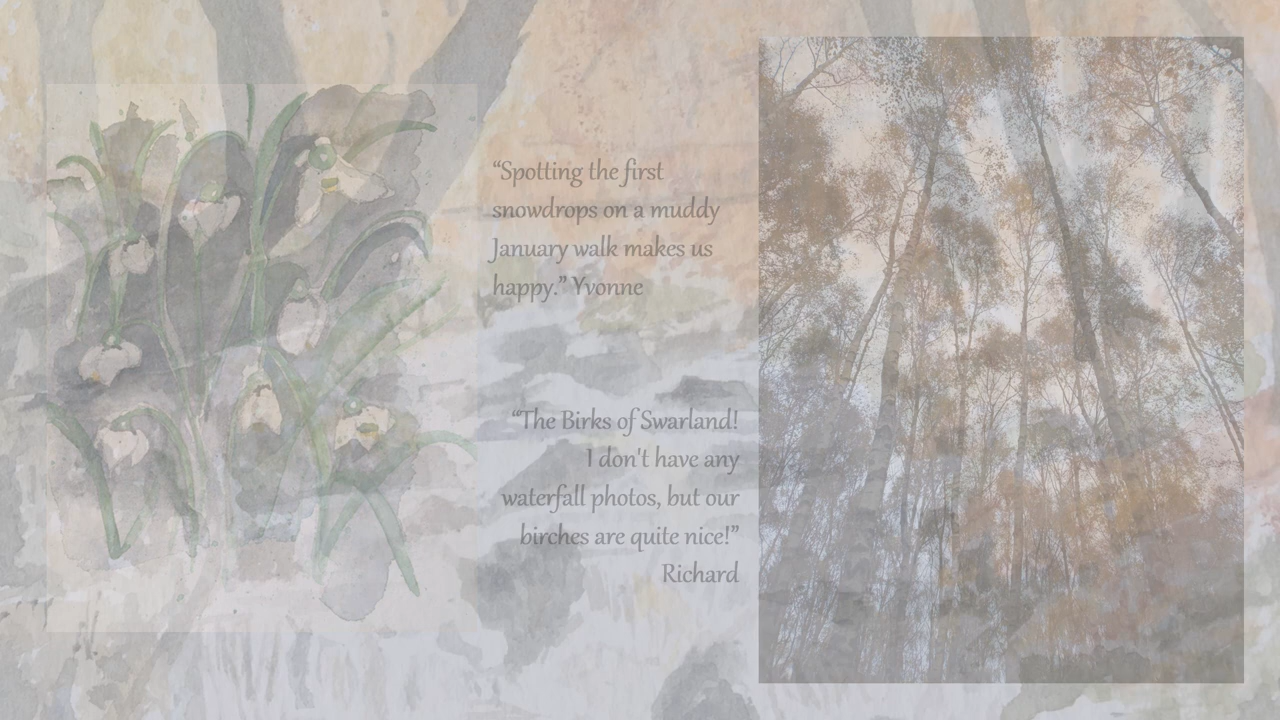 “Spotting the first
snowdrops on a muddy
January walk makes us
happy.” Yvonne
“The Birks of Swarland!
I don't have any
waterfall photos, but our
birches are quite nice!”
Richard